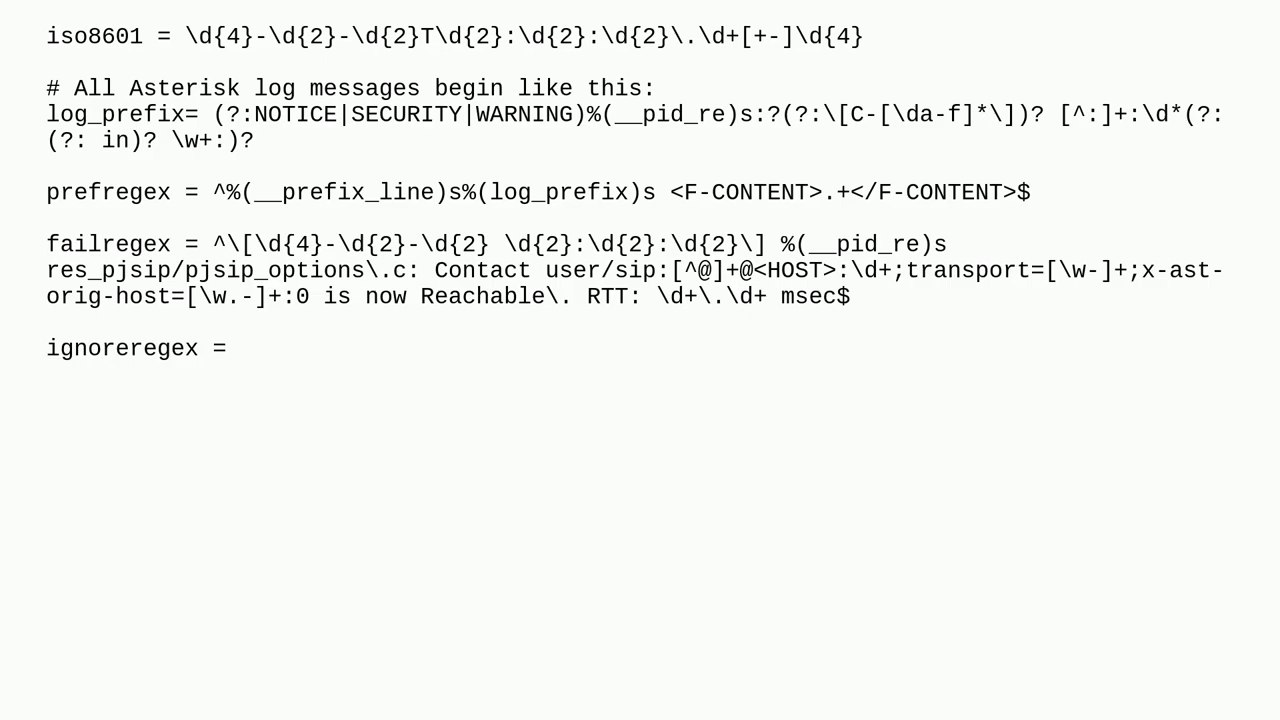 iso8601 = \d{4}-\d{2}-\d{2}T\d{2}:\d{2}:\d{2}\.\d+[+-]\d{4}
# All Asterisk log messages begin like this:
log_prefix= (?:NOTICE|SECURITY|WARNING)%(__pid_re)s:?(?:\[C-[\da-f]*\])? [^:]+:\d*(?:
(?: in)? \w+:)?
prefregex = ^%(__prefix_line)s%(log_prefix)s <F-CONTENT>.+</F-CONTENT>$
failregex = ^\[\d{4}-\d{2}-\d{2} \d{2}:\d{2}:\d{2}\] %(__pid_re)s
res_pjsip/pjsip_options\.c: Contact user/sip:[^@]+@<HOST>:\d+;transport=[\w-]+;x-ast-
orig-host=[\w.-]+:0 is now Reachable\. RTT: \d+\.\d+ msec$
ignoreregex =